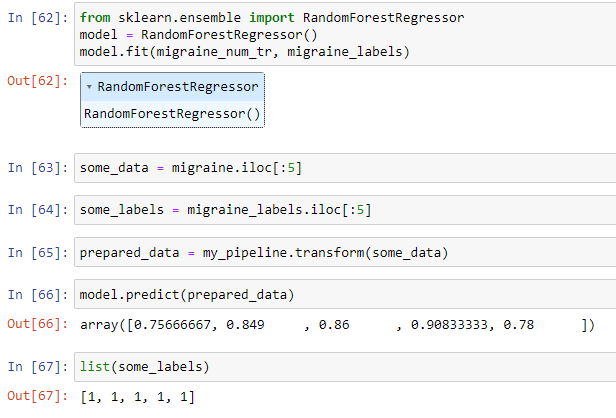 In [62]: from sklearn.ensemble import RandomForestRegressor
model = RandomForestRegressor()
model.fit(migraine_num_tr, migraine_labels)
Out[62]: ▾ RandomForestRegressor
RandomForestRegressor()
In [63]: some_data = migraine.iloc[:5]
In [64]: some_labels = migraine_labels.iloc[:5]
In [65]: prepared_data = my_pipeline.transform(some_data)
In [66]: model.predict(prepared_data)
Out[66]: array([0.75666667, 0.849     , 0.86      , 0.90833333, 0.78      ])
In [67]: list(some_labels)
Out[67]: [1, 1, 1, 1, 1]